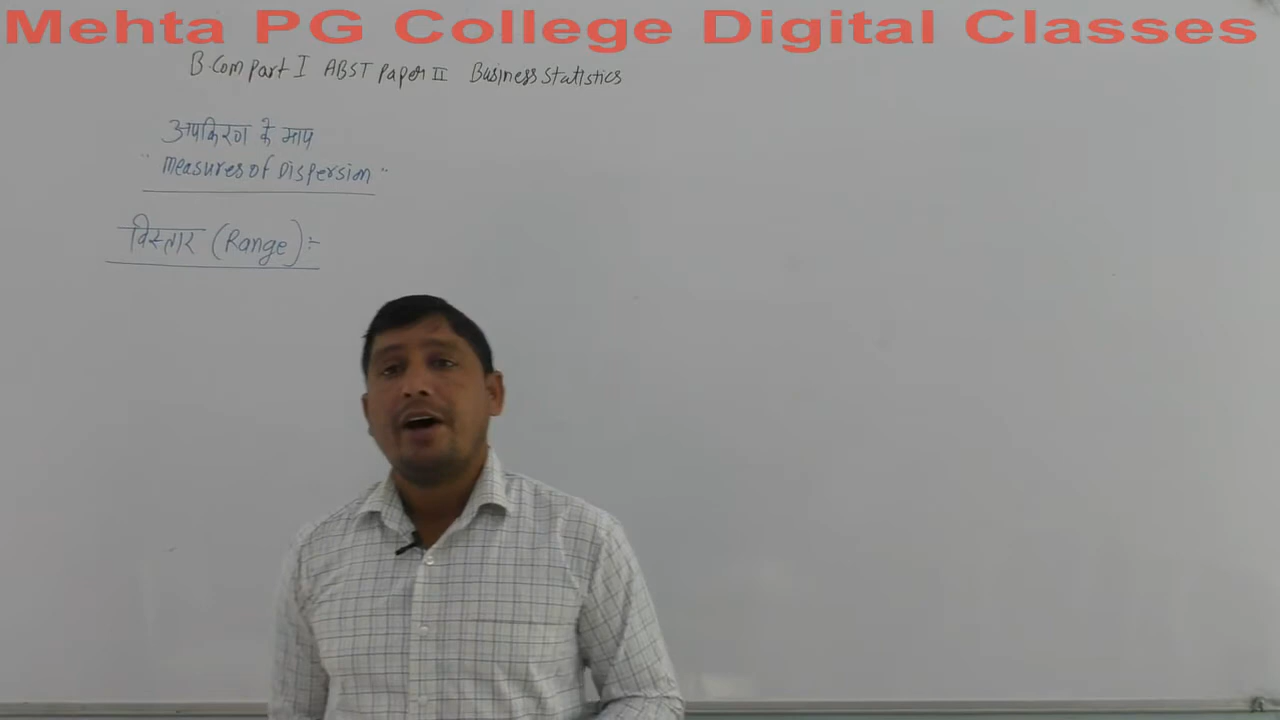 Mehta PG College Digital Classes
B.Com Part I ABST Paper II Business Statistics
अपकिरण के माप
"Measures of Dispersion"
विस्तार (Range):-